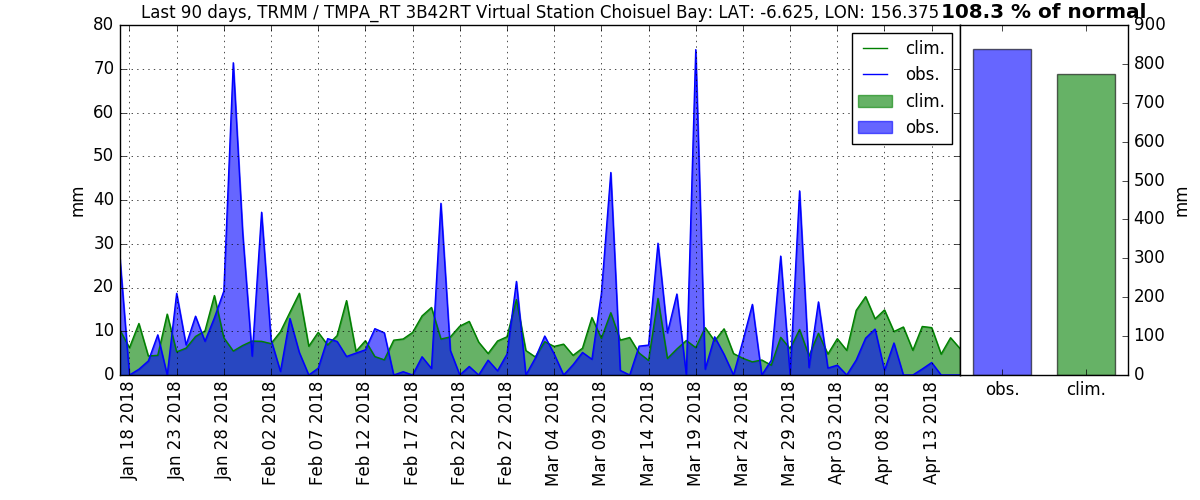 Last 90 days, TRMM / TMPA_RT 3B42RT Virtual Station Choisuel Bay: LAT: -6.625, LON: 156.375
108.3 % of normal
80
70
60
50
40
30
20
10
0
mm
clim.
obs.
clim.
obs.
900
800
700
600
500
400
300
200
100
0
mm
Jan 18 2018
Jan 23 2018
Jan 28 2018
Feb 02 2018
Feb 07 2018
Feb 12 2018
Feb 17 2018
Feb 22 2018
Feb 27 2018
Mar 04 2018
Mar 09 2018
Mar 14 2018
Mar 19 2018
Mar 24 2018
Mar 29 2018
Apr 03 2018
Apr 08 2018
Apr 13 2018
obs.
clim.